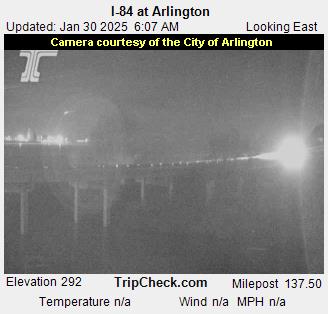 I-84 at Arlington
Updated: Jan 30 2025 6:07 AM Looking East
Camera courtesy of the City of Arlington
Elevation 292 TripCheck.com Milepost 137.50
Temperature n/a Wind n/a MPH n/a